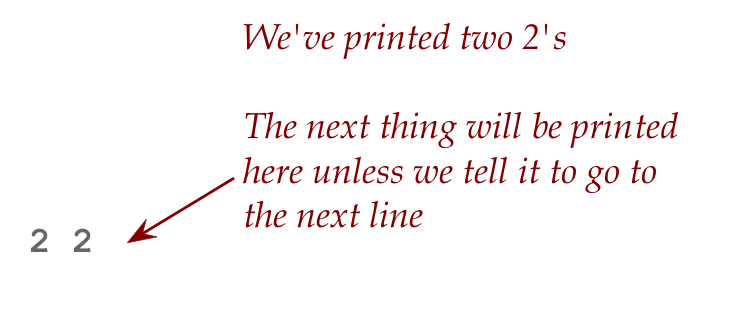 We've printed two 2's
The next thing will be printed
here unless we tell it to go to
the next line
2 2